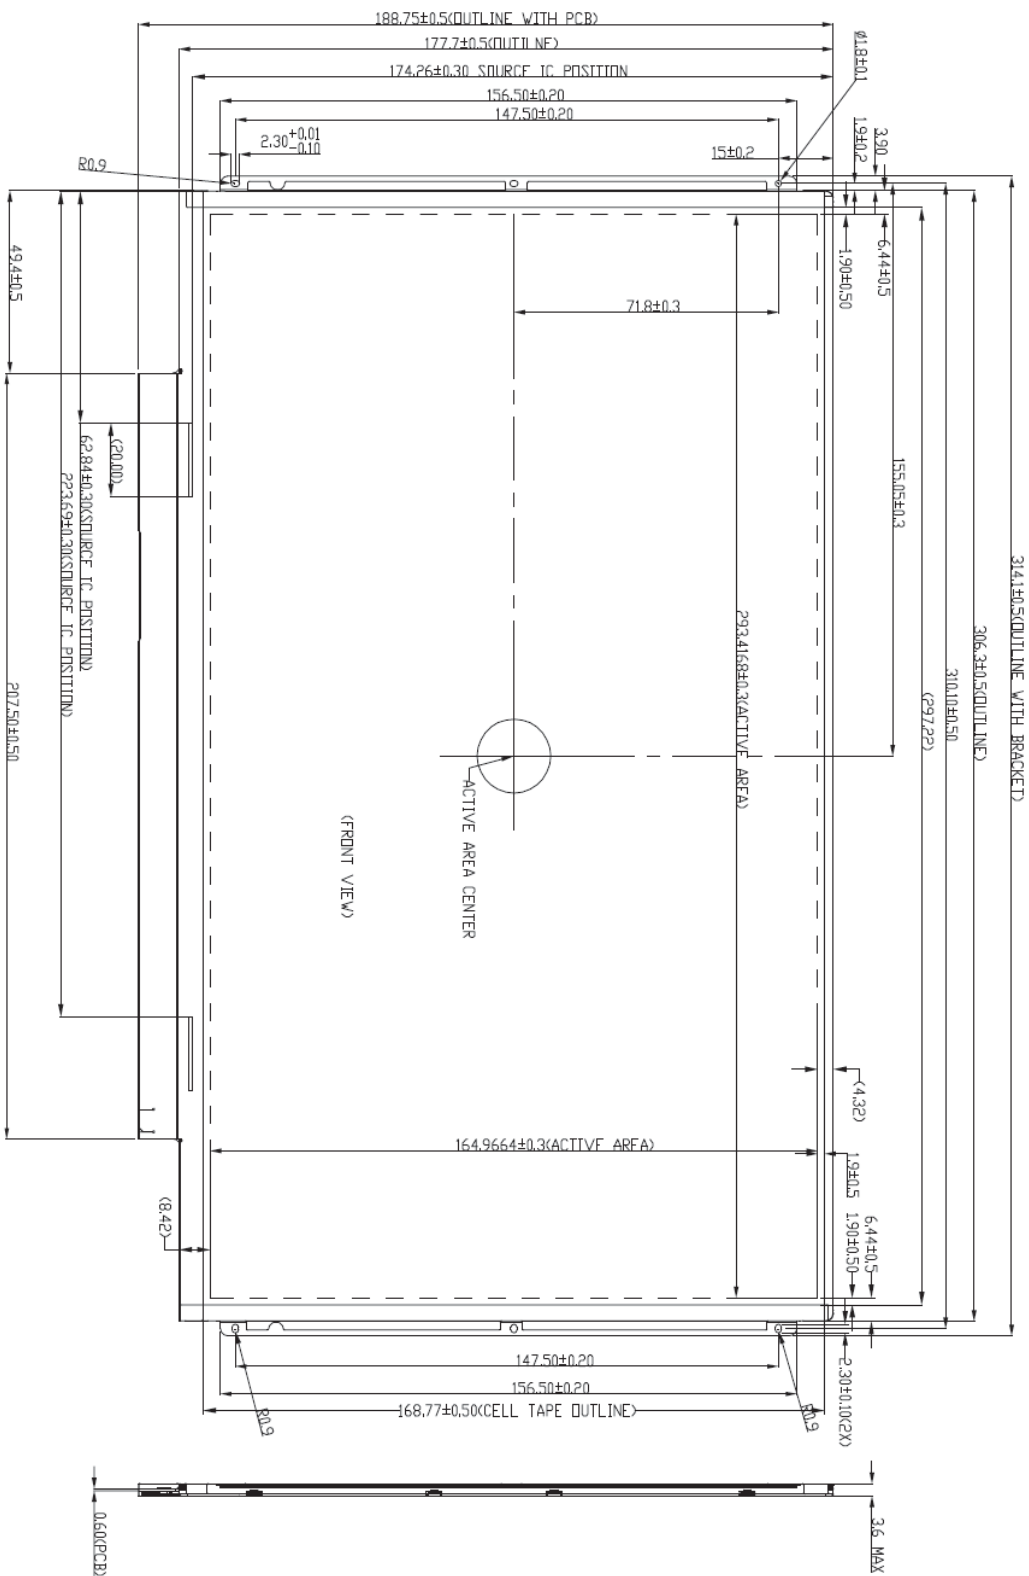 188.75±0.5(OUTLINE WITH PCB)
177.7±0.5(OUTILNE)
174.26±0.30 SOURCE IC POSITION
156.50±0.20
147.50±0.20
2.30+0.01
-0.10
15±0.2
Ø1.8±0.1
1.9±0.2
3.90
R0.9
6.44±0.5
1.90±0.50
49.4±0.5
71.8±0.3
155.05±0.3
(20.00)
62.84±0.30(SOURCE IC POSITION)
223.69±0.30(SOURCE IC POSITION)
207.50±0.50
314.1±0.5(OUTLINE WITH BRACKET)
306.3±0.5(OUTLINE)
310.10±0.50
(297.22)
293.4168±0.3(ACTIVE AREA)
ACTIVE AREA CENTER
(FRONT VIEW)
(4.32)
164.9664±0.3(ACTIVE AREA)
1.9±0.5
(8.42)
6.44±0.5
1.90±0.50
2.30±0.10(2X)
147.50±0.20
156.50±0.20
168.77±0.50(CELL TAPE OUTLINE)
R0.9
R0.9
0.60(PCB)
3.6 MAX